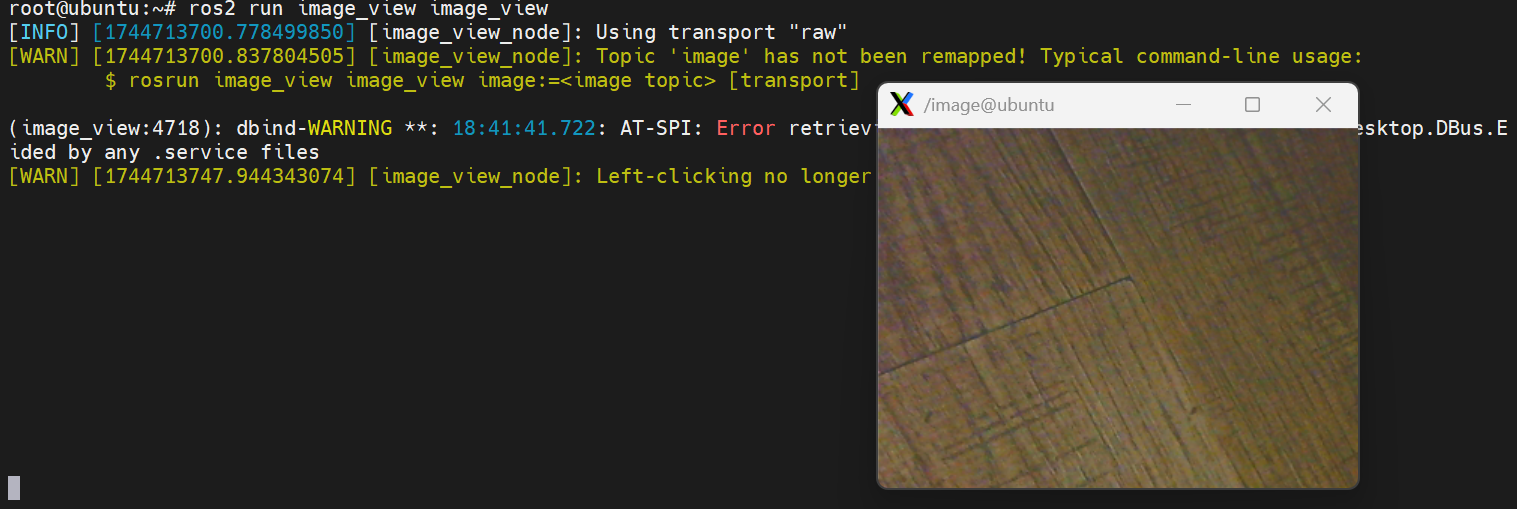 root@ubuntu:~# ros2 run image_view image_view
[INFO] [1744713700.778499850] [image_view_node]: Using transport "raw"
[WARN] [1744713700.837804505] [image_view_node]: Topic 'image' has not been remapped! Typical command-line usage:
$ rosrun image_view image_view image:=<image topic> [transport]
/image@ubuntu
(image_view:4718): dbind-WARNING **: 18:41:41.722: AT-SPI: Error retrievi esktop.DBus.E
ided by any .service files
[WARN] [1744713747.944343074] [image_view_node]: Left-clicking no longer